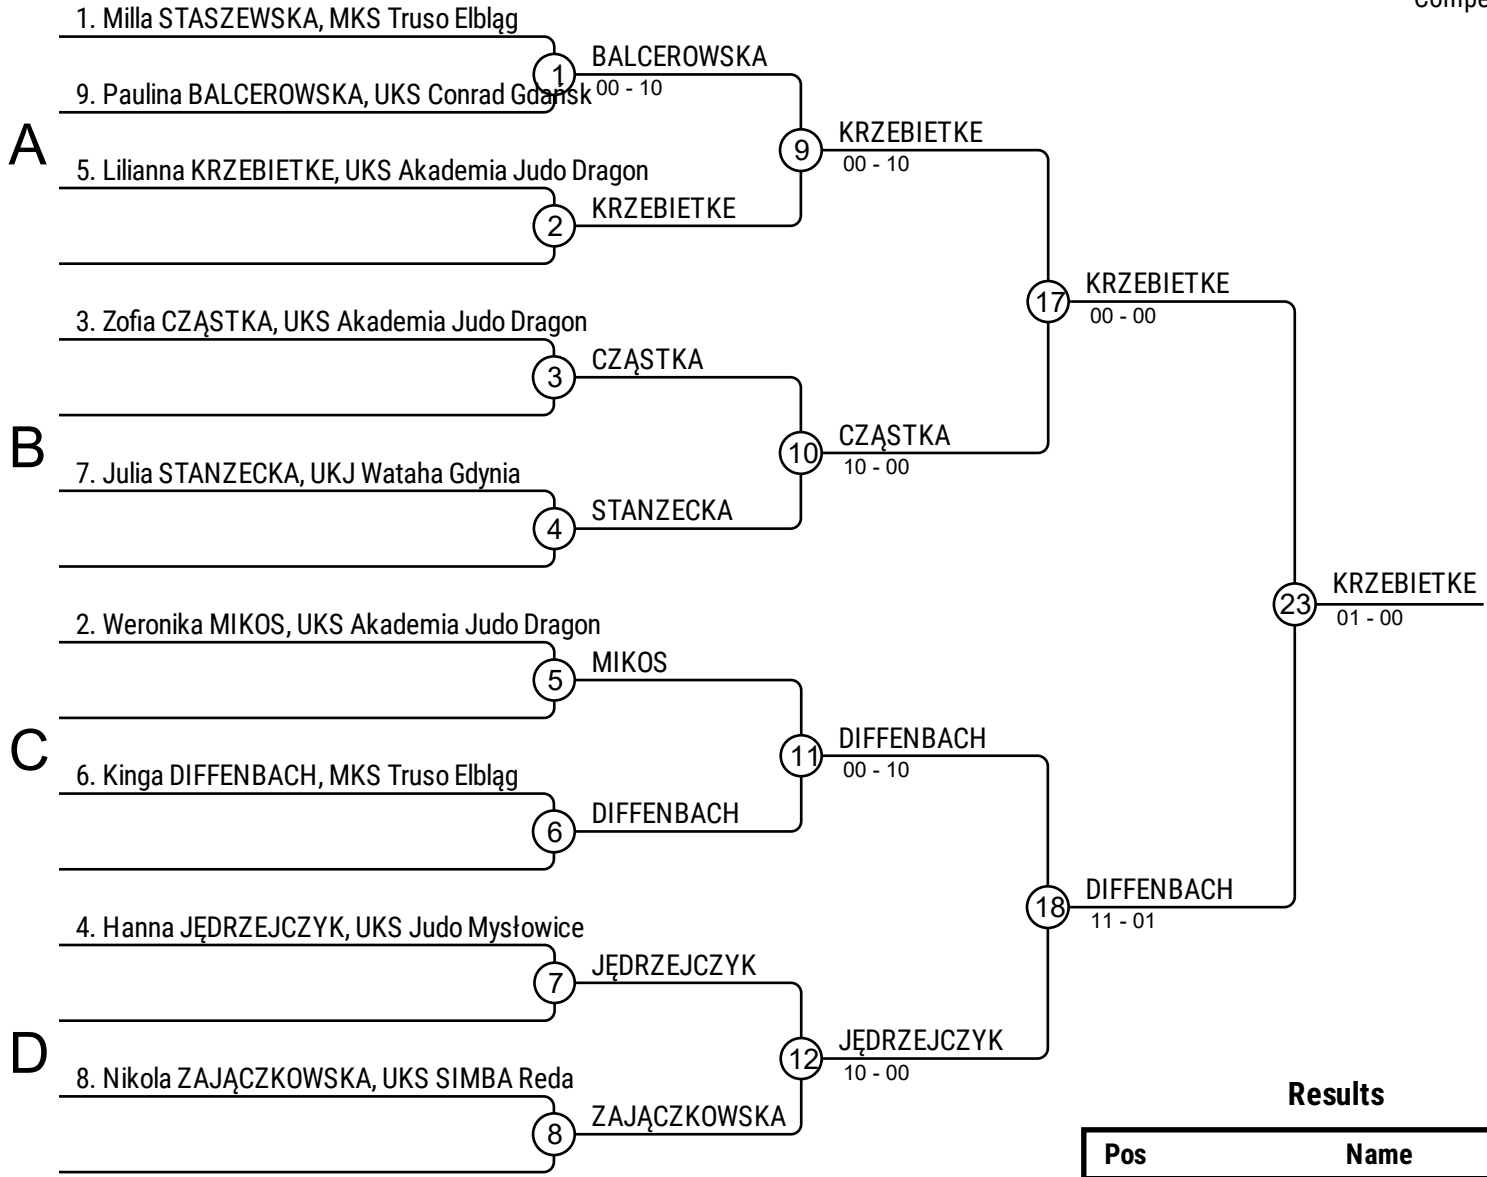 Compe
1. Milla STASZEWSKA, MKS Truso Elbląg
1
BALCEROWSKA
00 - 10
9. Paulina BALCEROWSKA, UKS Conrad Gdańsk
A
9
KRZEBIETKE
00 - 10
5. Lilianna KRZEBIETKE, UKS Akademia Judo Dragon
2
KRZEBIETKE
17
KRZEBIETKE
00 - 00
3. Zofia CZĄSTKA, UKS Akademia Judo Dragon
3
CZĄSTKA
B
10
CZĄSTKA
10 - 00
7. Julia STANZECKA, UKJ Wataha Gdynia
4
STANZECKA
23
KRZEBIETKE
01 - 00
2. Weronika MIKOS, UKS Akademia Judo Dragon
5
MIKOS
C
11
DIFFENBACH
00 - 10
6. Kinga DIFFENBACH, MKS Truso Elbląg
6
DIFFENBACH
18
DIFFENBACH
11 - 01
4. Hanna JĘDRZEJCZYK, UKS Judo Mysłowice
7
JĘDRZEJCZYK
D
12
JĘDRZEJCZYK
10 - 00
8. Nikola ZAJĄCZKOWSKA, UKS SIMBA Reda
8
ZAJĄCZKOWSKA
Results
Pos Name